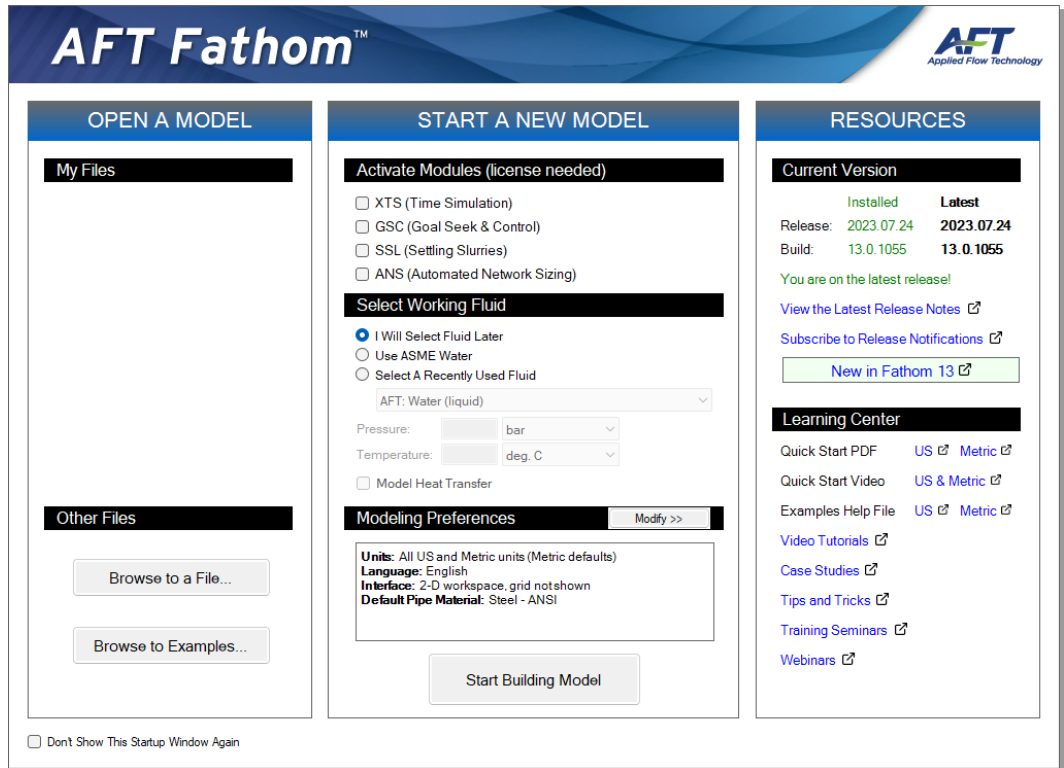 AFT Fathom™
AFT
Applied Flow Technology
OPEN A MODEL
My Files
Other Files
Browse to a File...
Browse to Examples...
START A NEW MODEL
Activate Modules (license needed)
XTS (Time Simulation)
GSC (Goal Seek & Control)
SSL (Settling Slurries)
ANS (Automated Network Sizing)
Select Working Fluid
I Will Select Fluid Later
Use ASME Water
Select A Recently Used Fluid
AFT: Water (liquid)
Pressure: bar
Temperature: deg. C
Model Heat Transfer
Modeling Preferences Modify >>
Units: All US and Metric units (Metric defaults)
Language: English
Interface: 2-D workspace, grid not shown
Default Pipe Material: Steel - ANSI
Start Building Model
RESOURCES
Current Version
Installed Latest
Release: 2023.07.24 2023.07.24
Build: 13.0.1055 13.0.1055
You are on the latest release!
View the Latest Release Notes
Subscribe to Release Notifications
New in Fathom 13
Learning Center
Quick Start PDF US Metric
Quick Start Video US & Metric
Examples Help File US Metric
Video Tutorials
Case Studies
Tips and Tricks
Training Seminars
Webinars
Don't Show This Startup Window Again